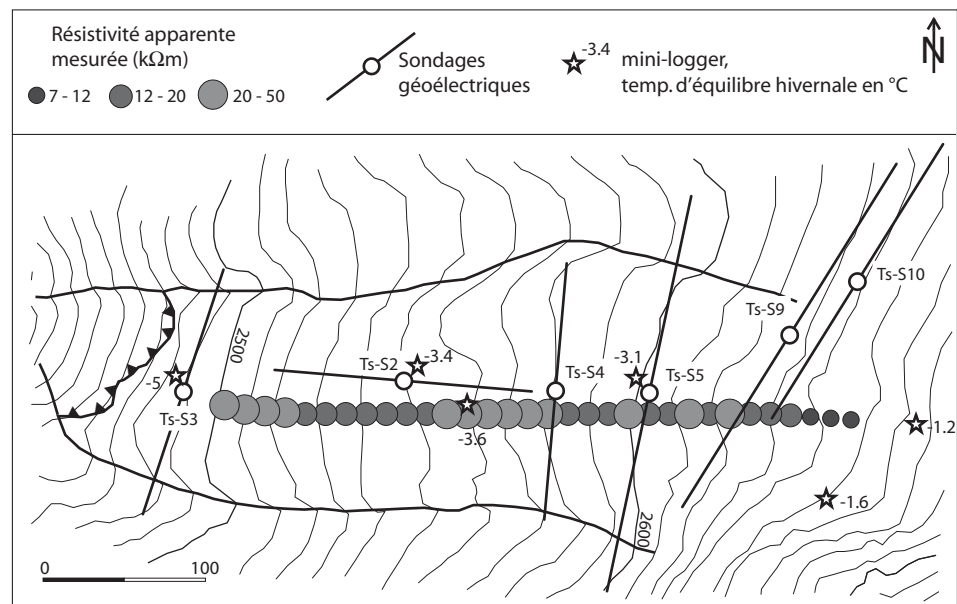 Résistivité apparente
mesurée (kΩm)
7 - 12
12 - 20
20 - 50
Sondages
géoélectriques
-3.4
mini-logger,
temp. d'équilibre hivernale en °C
N
Ts-S10
Ts-S9
2500
Ts-S2
-3.4
Ts-S4
-3.1
Ts-S5
-5
Ts-S3
-3.6
-1.2
-1.6
2600
0
100